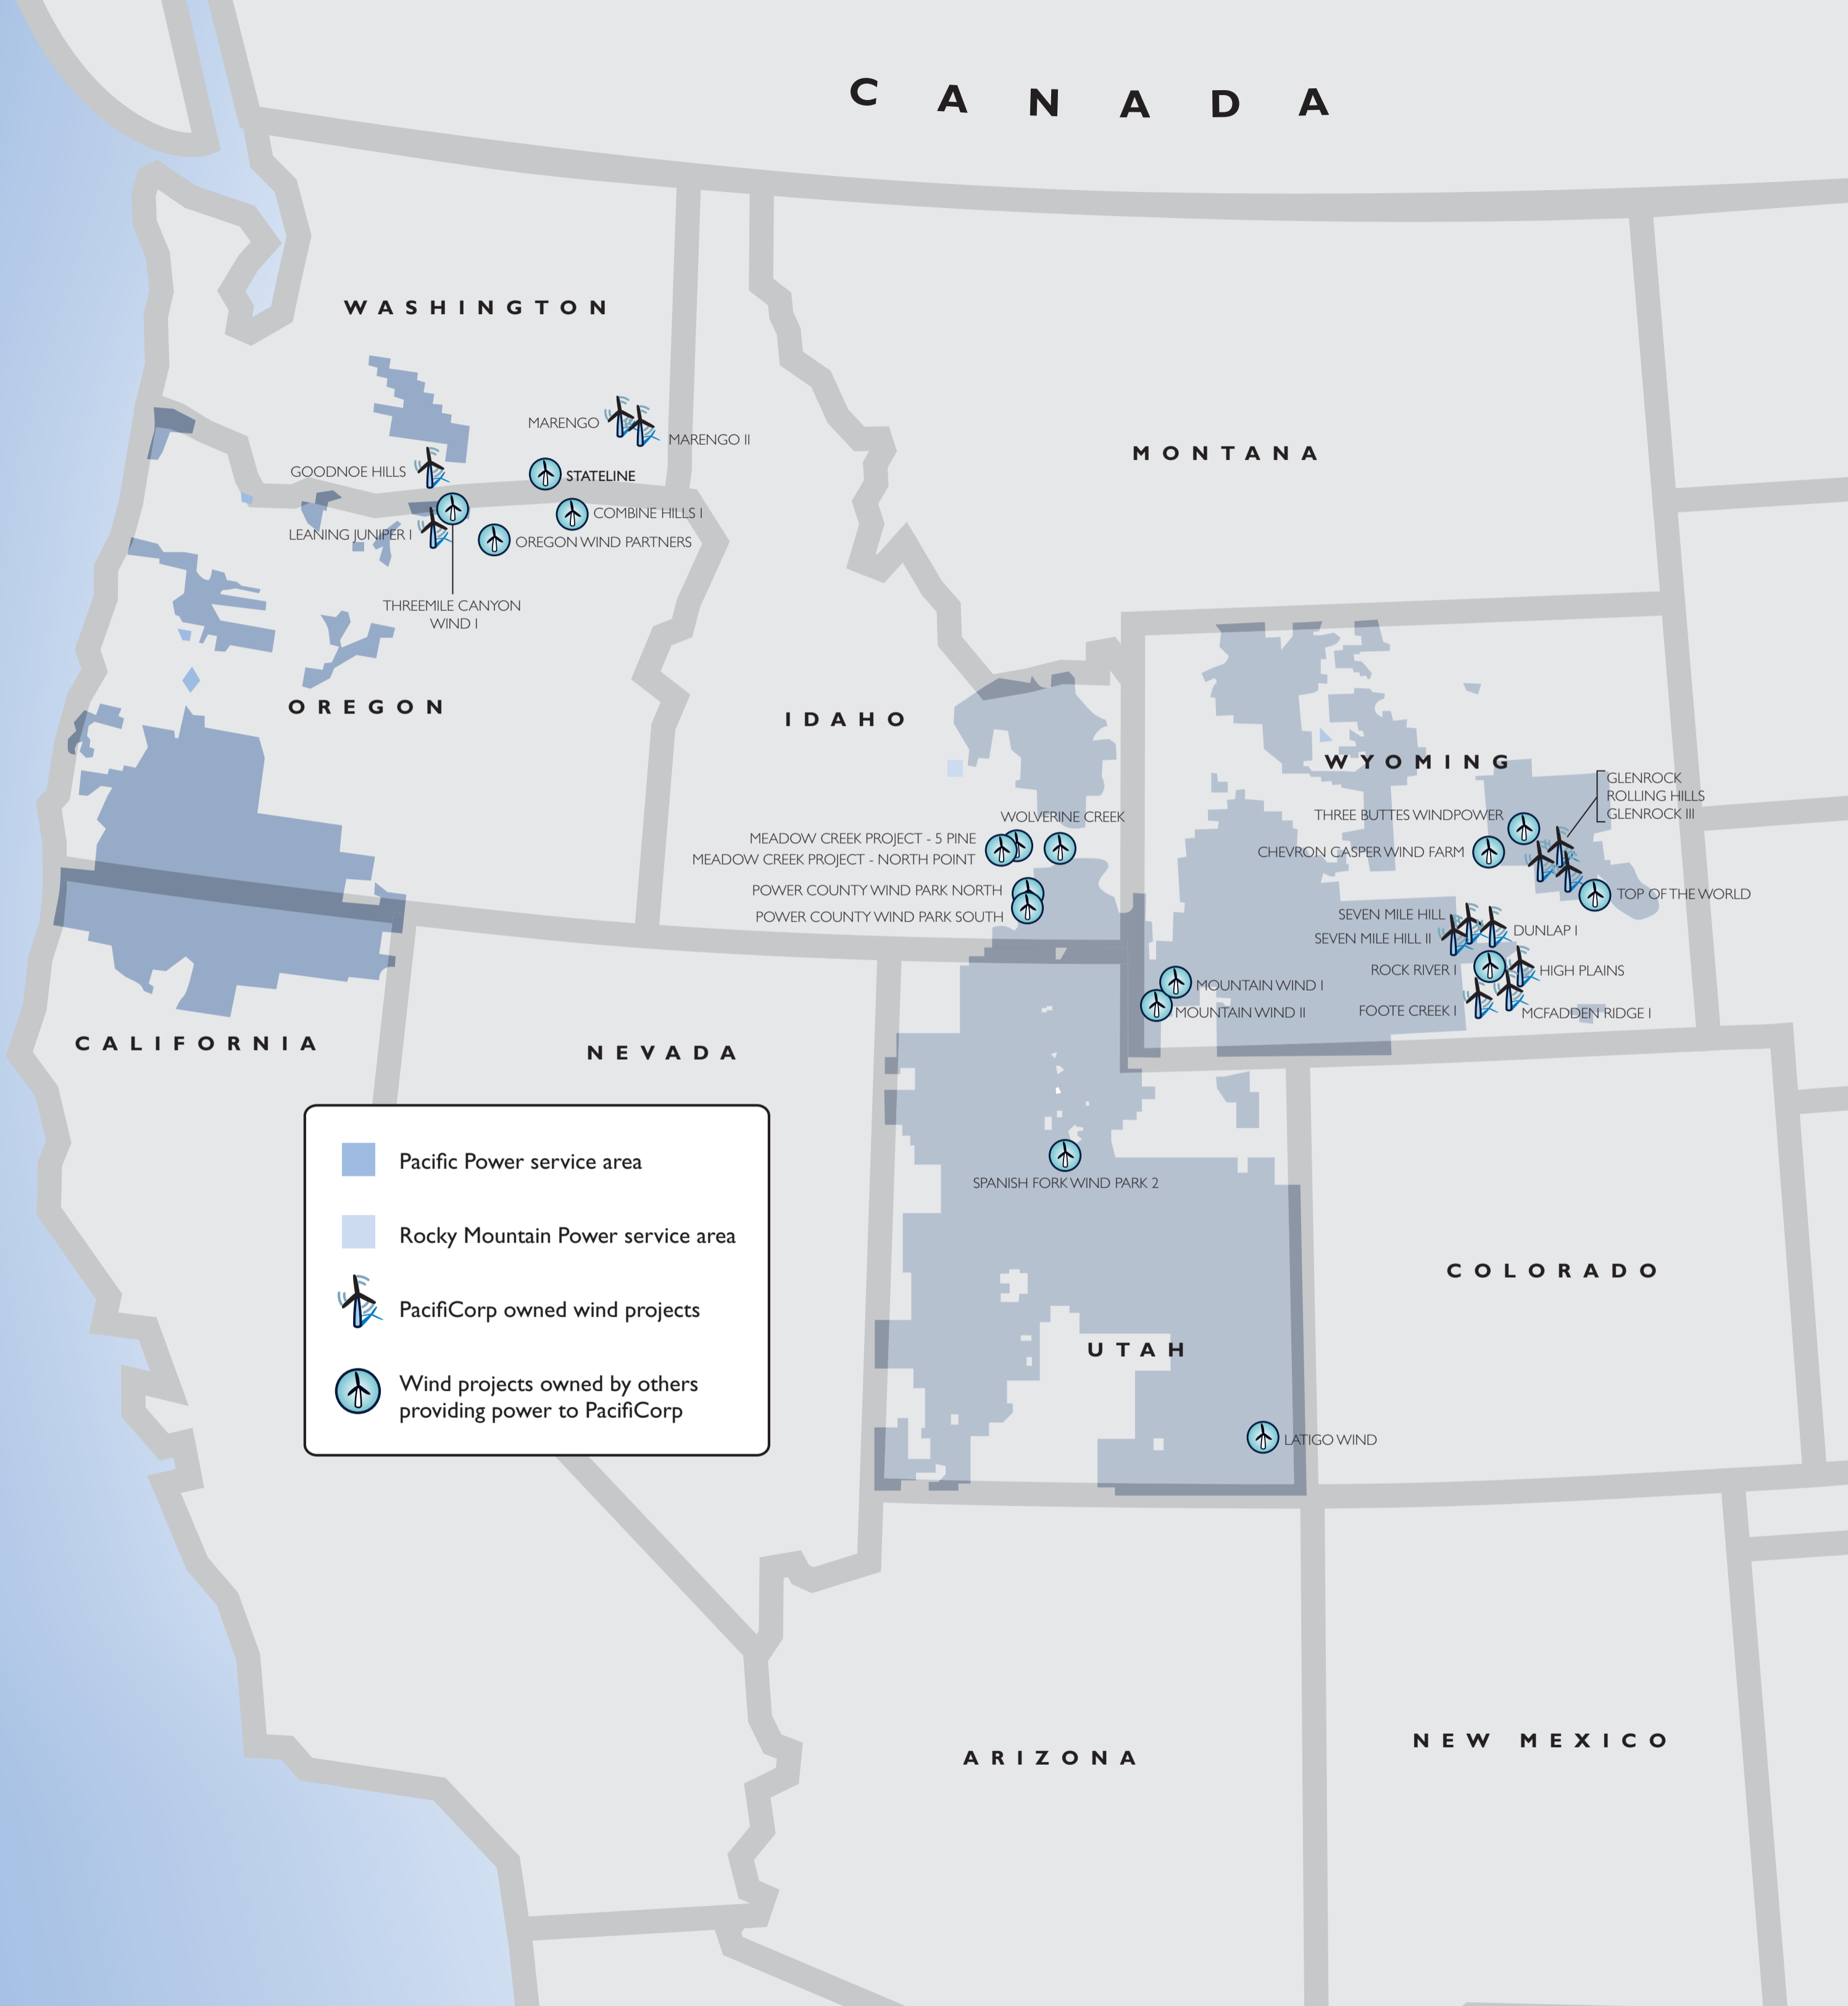 CANADA
WASHINGTON
MARENGO
MARENGO II
GOODNOE HILLS
STATELINE
COMBINE HILLS I
LEANING JUNIPER I
OREGON WIND PARTNERS
THREEMILE CANYON
WIND I
MONTANA
OREGON
IDAHO
WYOMING
GLENROCK
ROLLING HILLS
GLENROCK III
THREE BUTTES WINDPOWER
WOLVERINE CREEK
MEADOW CREEK PROJECT - 5 PINE
MEADOW CREEK PROJECT - NORTH POINT
CHEVRON CASPER WIND FARM
POWER COUNTY WIND PARK NORTH
POWER COUNTY WIND PARK SOUTH
TOP OF THE WORLD
SEVEN MILE HILL
SEVEN MILE HILL II
DUNLAP I
ROCK RIVER I
HIGH PLAINS
MOUNTAIN WIND I
MOUNTAIN WIND II
FOOTE CREEK I
MCFADDEN RIDGE I
CALIFORNIA
NEVADA
Pacific Power service area
Rocky Mountain Power service area
PacifiCorp owned wind projects
Wind projects owned by others
providing power to PacifiCorp
SPANISH FORK WIND PARK 2
COLORADO
UTAH
LATIGO WIND
ARIZONA
NEW MEXICO